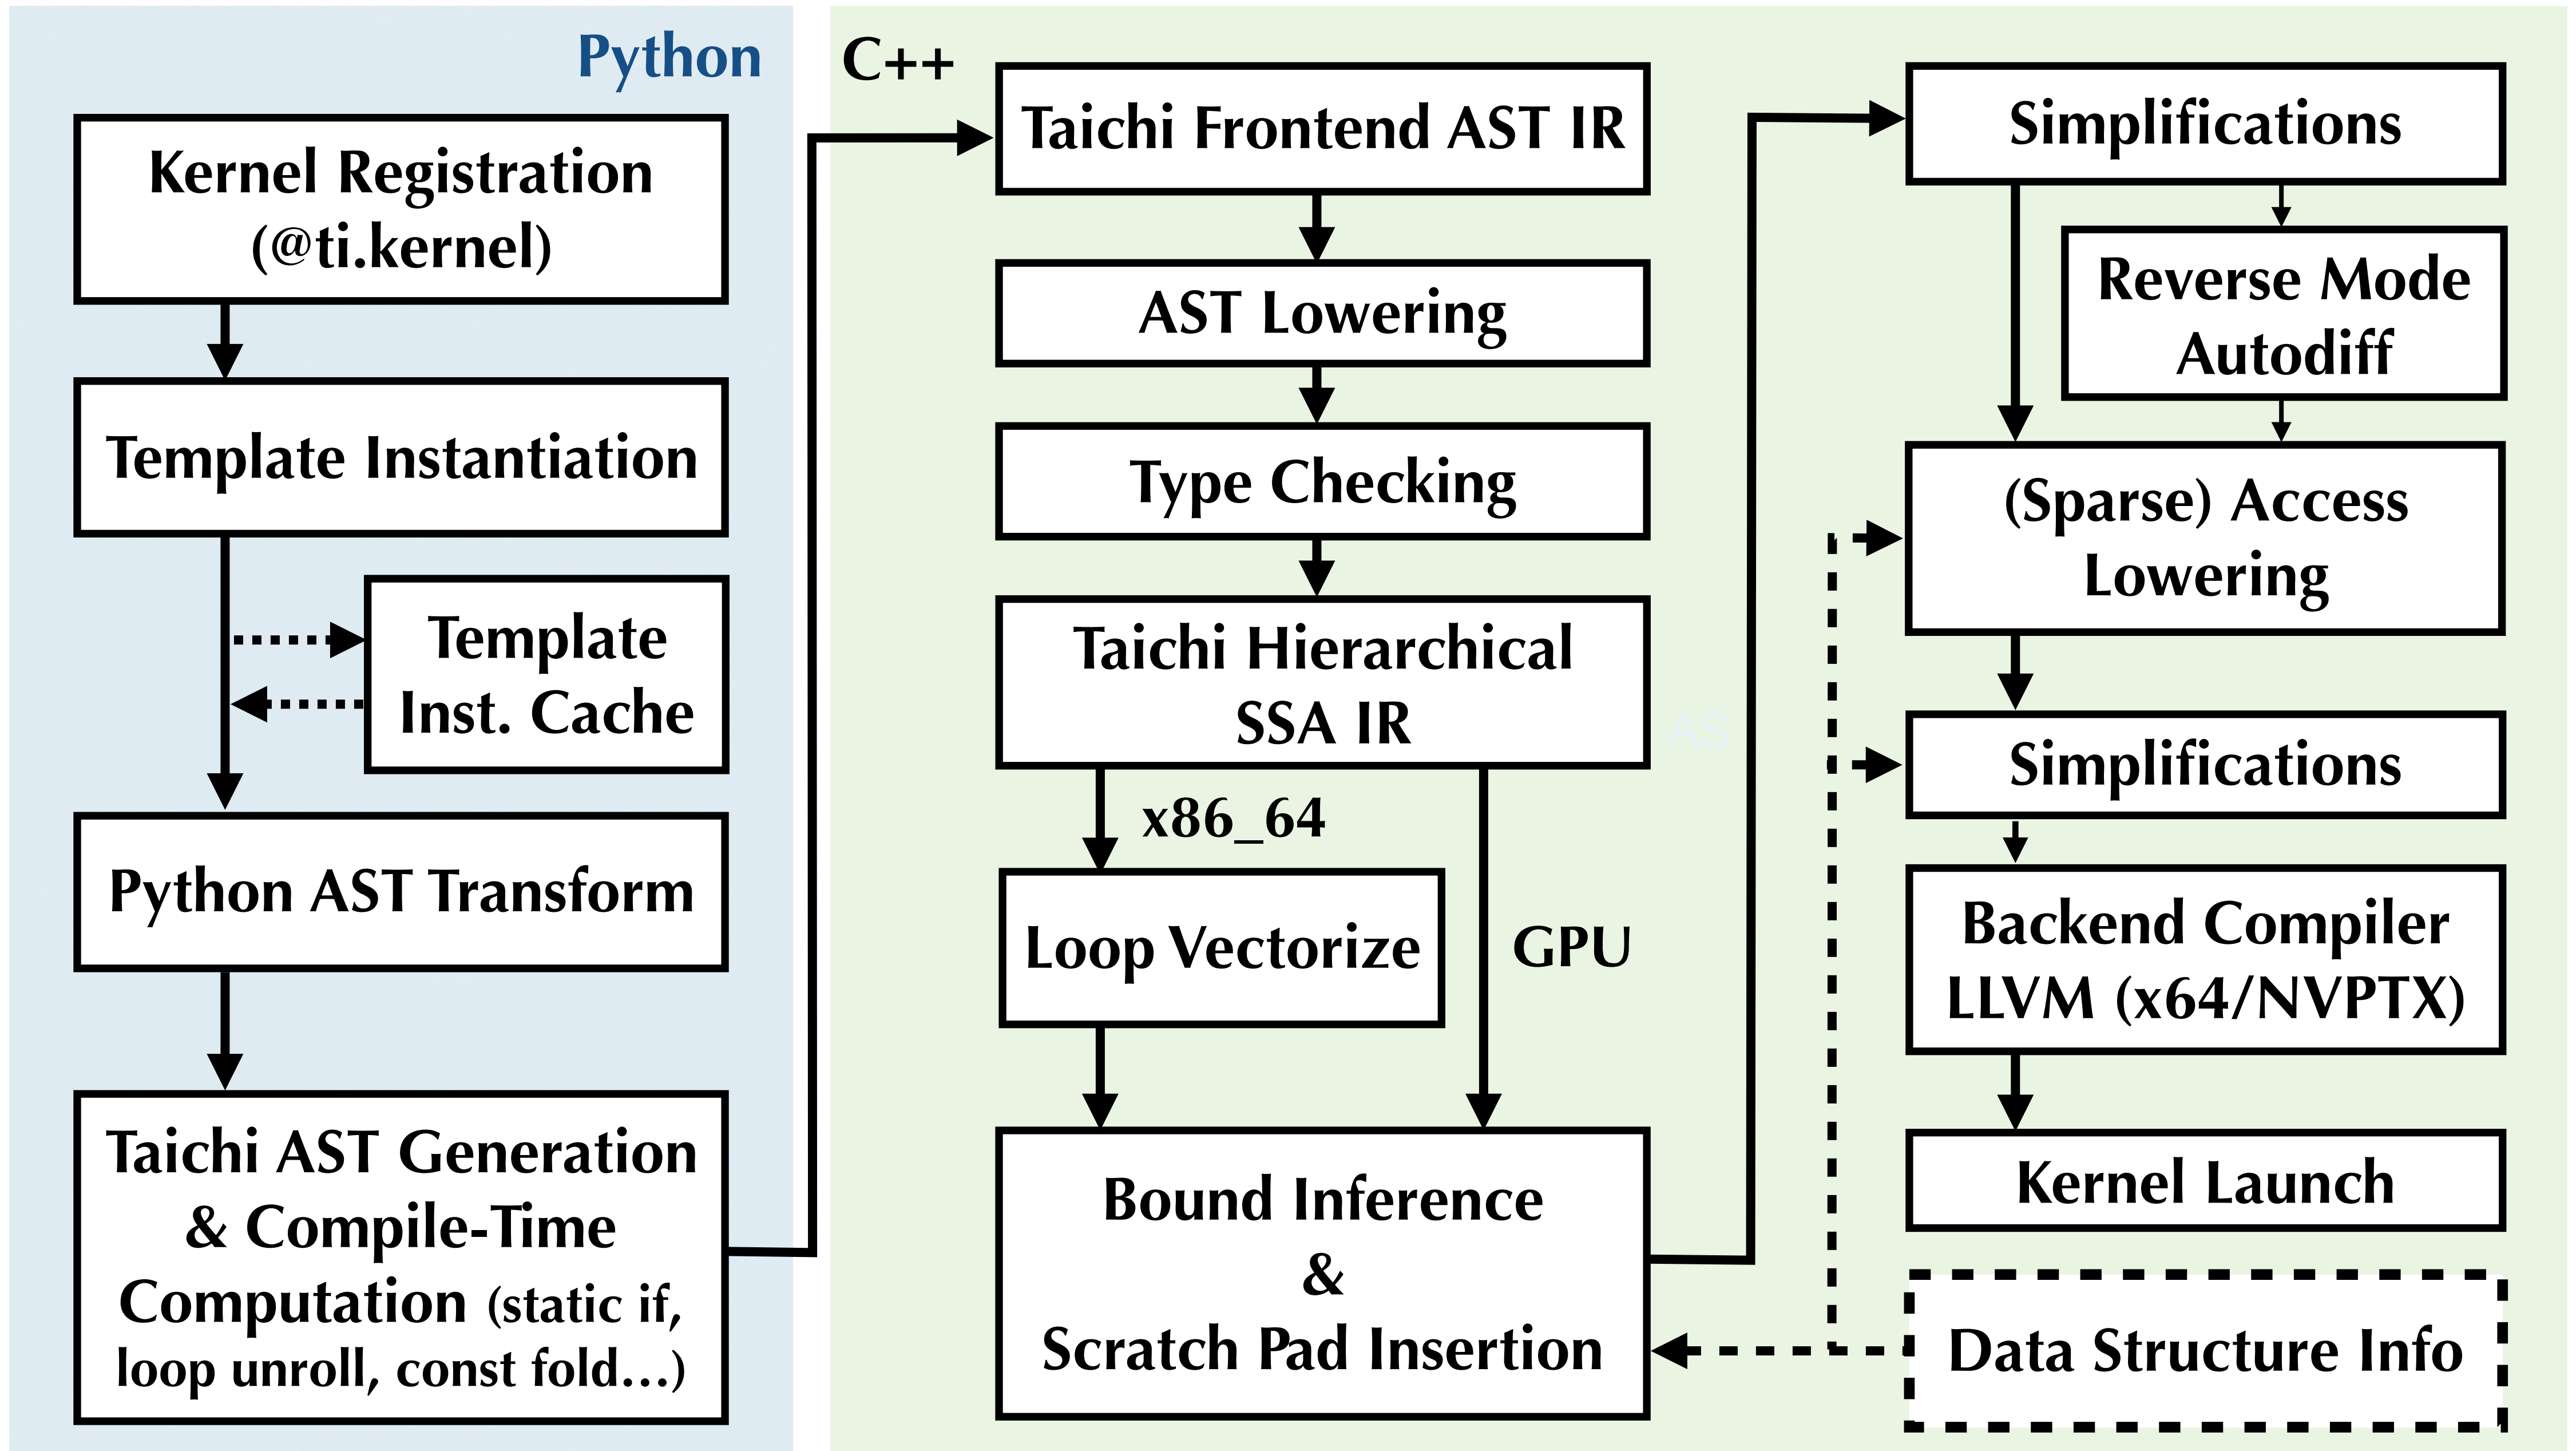 Python
Kernel Registration
(@ti.kernel)
Template Instantiation
Template
Inst. Cache
Python AST Transform
Taichi AST Generation
& Compile-Time
Computation (static if,
loop unroll, const fold...)
C++
Taichi Frontend AST IR
AST Lowering
Type Checking
Taichi Hierarchical
SSA IR
x86_64
Loop Vectorize
GPU
Bound Inference
&
Scratch Pad Insertion
AS
Simplifications
Reverse Mode
Autodiff
(Sparse) Access
Lowering
Simplifications
Backend Compiler
LLVM (x64/NVPTX)
Kernel Launch
Data Structure Info